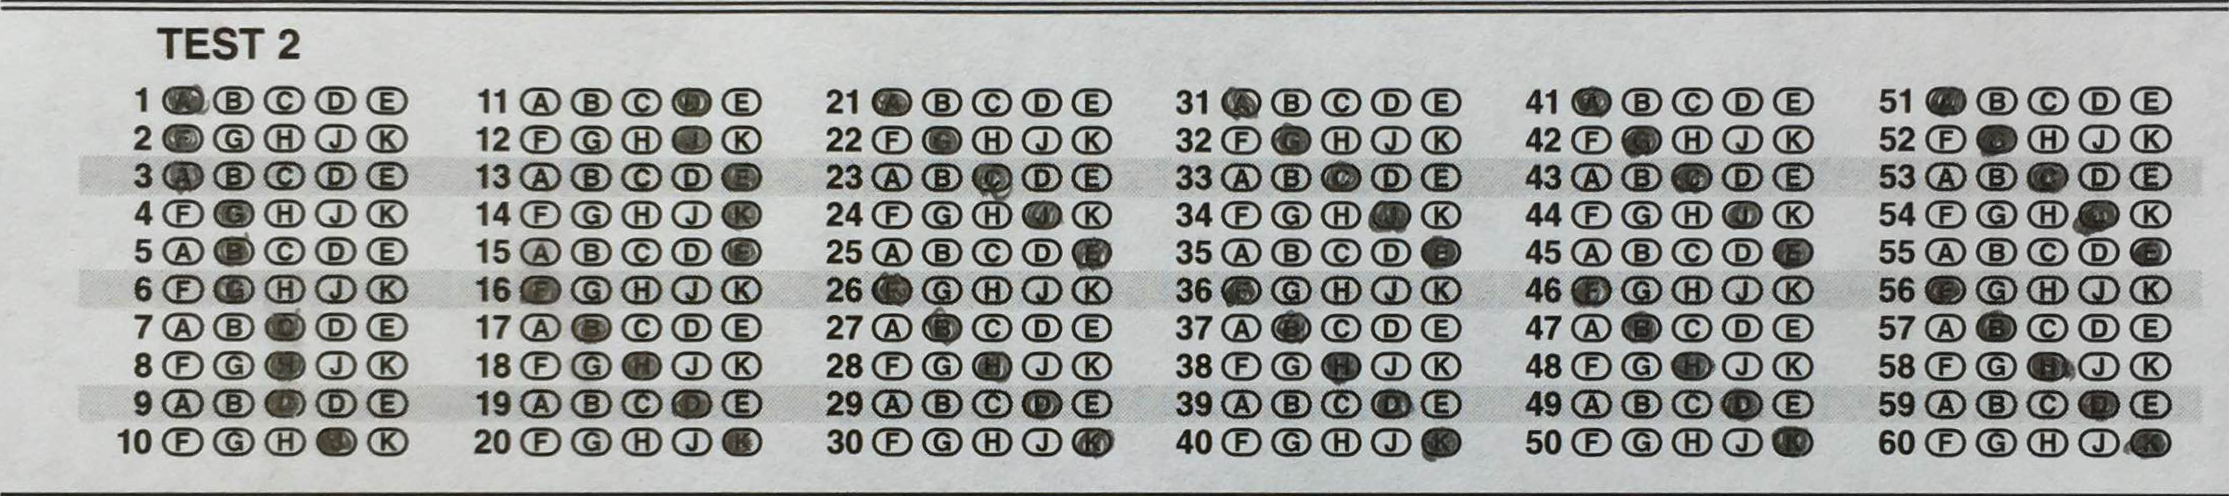 TEST 2
1 A B C D E 11 A B C D E 21 A B C D E 31 A B C D E 41 A B C D E 51 A B C D E
2 F G H J K 12 F G H J K 22 F G H J K 32 F G H J K 42 F G H J K 52 F G H J K
3 A B C D E 13 A B C D E 23 A B C D E 33 A B C D E 43 A B C D E 53 A B C D E
4 F G H J K 14 F G H J K 24 F G H J K 34 F G H J K 44 F G H J K 54 F G H J K
5 A B C D E 15 A B C D E 25 A B C D E 35 A B C D E 45 A B C D E 55 A B C D E
6 F G H J K 16 F G H J K 26 F G H J K 36 F G H J K 46 F G H J K 56 F G H J K
7 A B C D E 17 A B C D E 27 A B C D E 37 A B C D E 47 A B C D E 57 A B C D E
8 F G H J K 18 F G H J K 28 F G H J K 38 F G H J K 48 F G H J K 58 F G H J K
9 A B C D E 19 A B C D E 29 A B C D E 39 A B C D E 49 A B C D E 59 A B C D E
10 F G H J K 20 F G H J K 30 F G H J K 40 F G H J K 50 F G H J K 60 F G H J K